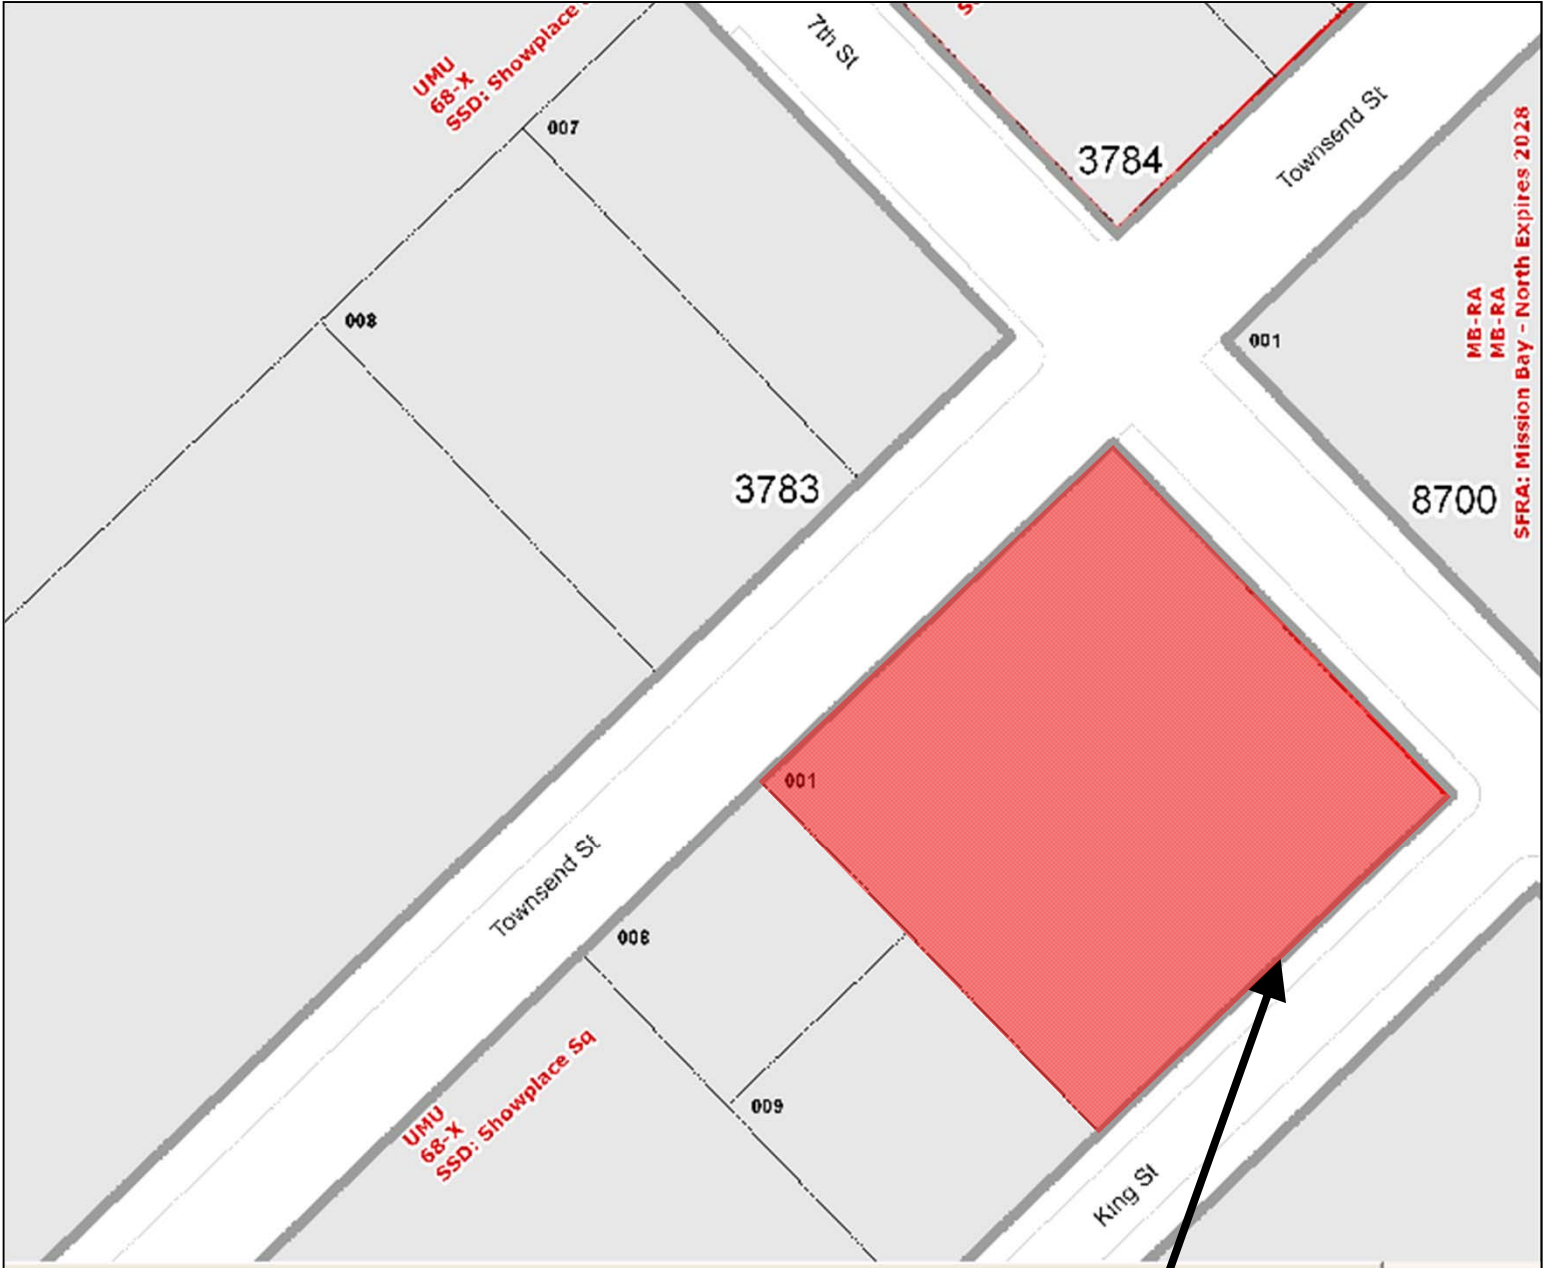 7th St
UMU
68-X
SSD: Showplace
007
3784
Townsend St
008
001
MB-RA
MB-RA
SFRA: Mission Bay - North Expires 2028
3783
8700
001
Townsend St
008
UMU
68-X
SSD: Showplace Sq
009
King St